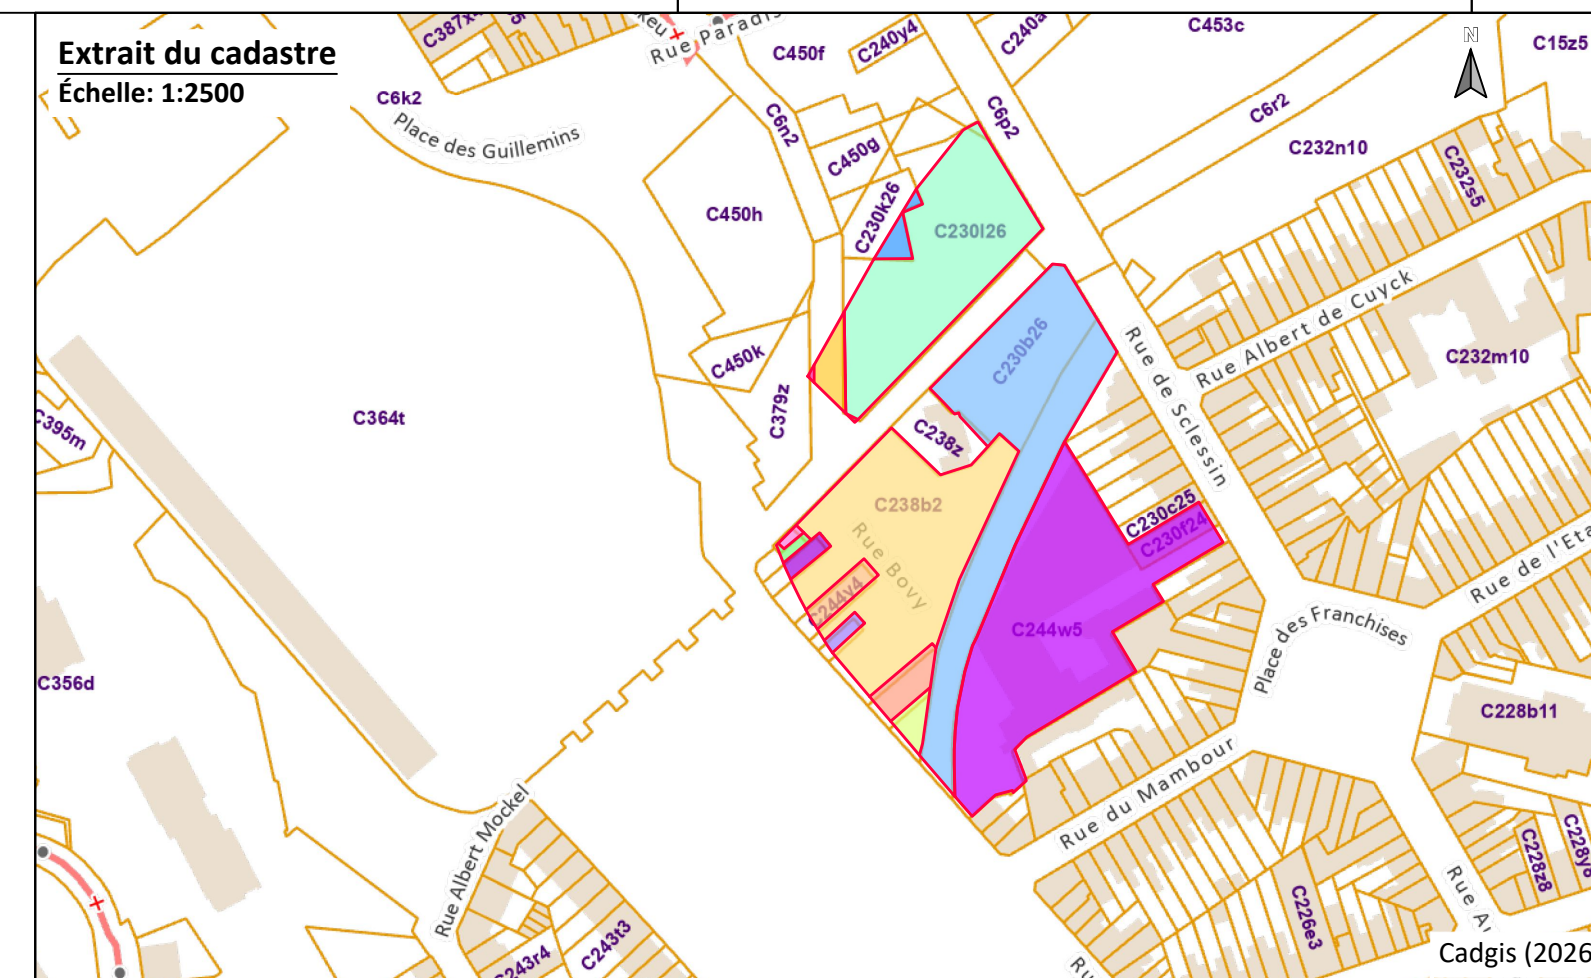 Extrait du cadastre
Échelle: 1:2500
Rue Paradis
C450f
C240y4
C453c
N
C15z5
C6k2
Place des Guillemins
C6n2
C6p2
C6r2
C232n10
C232s5
C450g
C450h
C230k26
C230l26
Rue Albert de Cuyck
C230b26
C450k
C379z
Rue de Sclessin
C232m10
C395m
C364t
C238z
C238b2
Rue Bovy
C230c25
C230f24
C244v4
C244w5
Rue de l'Eta
Place des Franchises
C356d
C228b11
Rue du Mambour
Rue Albert Mockel
C228z8
C228y8
C226e3
C243r4
C243t3
Cadgis (2026